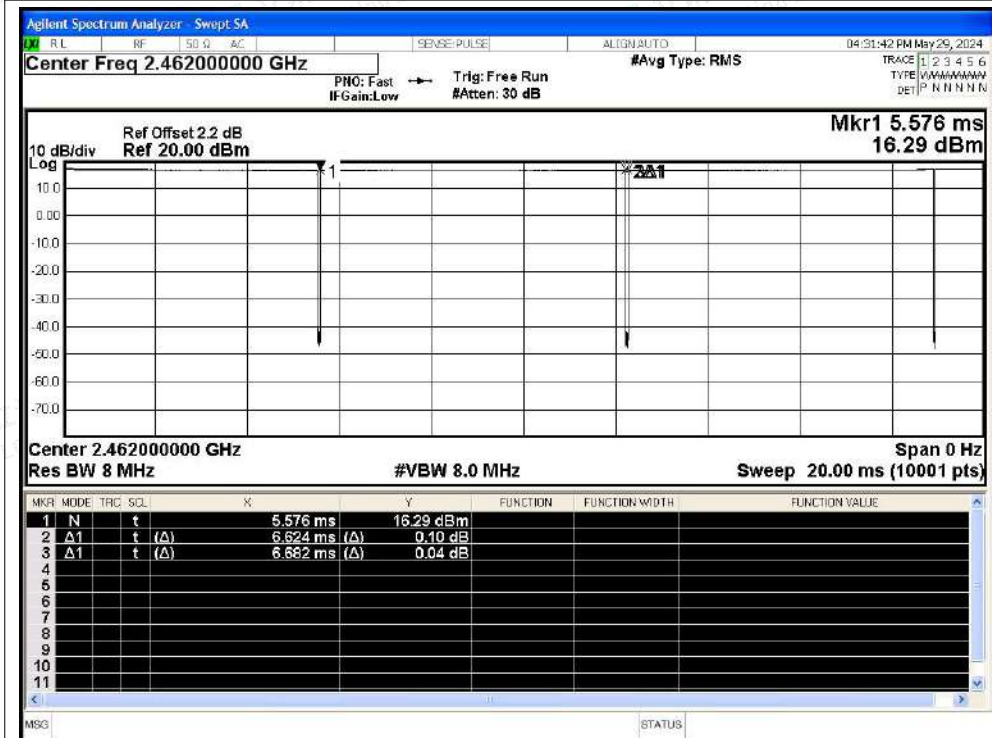 Agilent Spectrum Analyzer - Swept SA
LXI RL RF 50 Ω AC SENSE:PULSE ALIGNAUTO 04:31:42 PM May 29, 2024
Center Freq 2.462000000 GHz #Avg Type: RMS TRACE 1 2 3 4 5 6
PNO: Fast Trig: Free Run TYPE WWWWWW
IFGain:Low #Atten: 30 dB DET P N N N N N
Mkr1 5.576 ms
16.29 dBm
Ref Offset 2.2 dB
10 dB/div Ref 20.00 dBm
Log
1
2Δ1
10.0
0.00
-10.0
-20.0
-30.0
-40.0
-50.0
-60.0
-70.0
Center 2.462000000 GHz Span 0 Hz
Res BW 8 MHz #VBW 8.0 MHz Sweep 20.00 ms (10001 pts)
MKR MODE TRC SCL X Y FUNCTION FUNCTION WIDTH FUNCTION VALUE
1 N t 5.576 ms 16.29 dBm
2 Δ1 t (Δ) 6.624 ms (Δ) 0.10 dB
3 Δ1 t (Δ) 6.682 ms (Δ) 0.04 dB
4
5
6
7
8
9
10
11
MSG STATUS